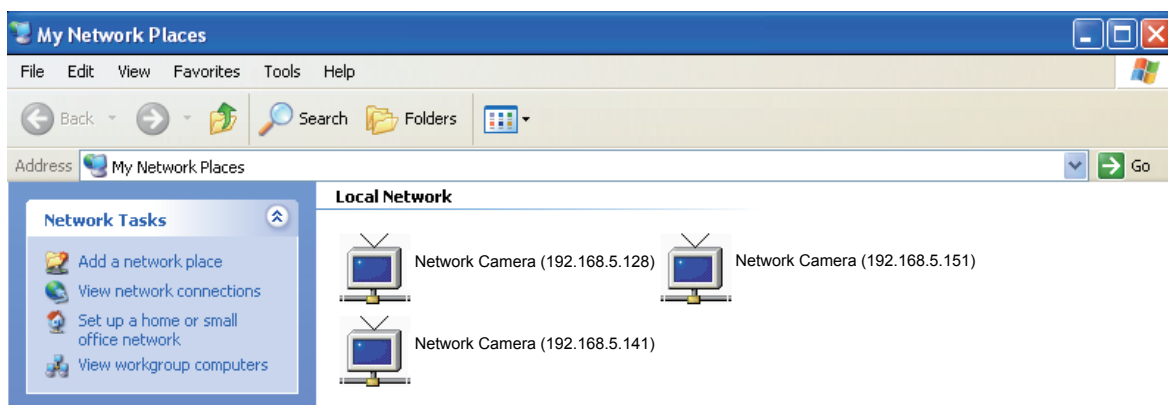 My Network Places
File Edit View Favorites Tools Help
Back Search Folders
Address My Network Places Go
Network Tasks
Add a network place
View network connections
Set up a home or small
office network
View workgroup computers
Local Network
Network Camera (192.168.5.128) Network Camera (192.168.5.151)
Network Camera (192.168.5.141)